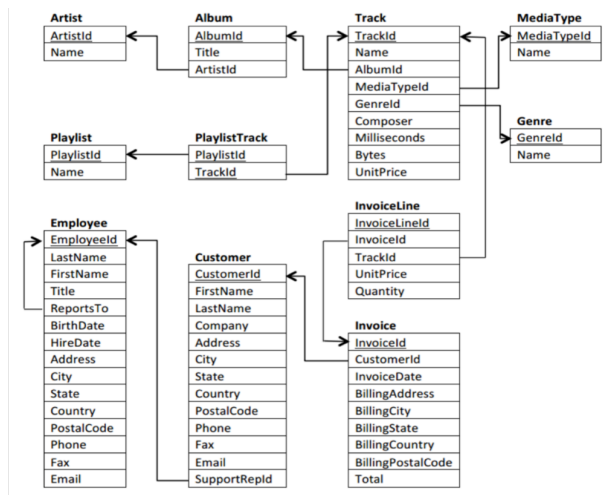 Artist
ArtistId
Name
Album
AlbumId
Title
ArtistId
Track
TrackId
Name
AlbumId
MediaTypeId
GenreId
Composer
Milliseconds
Bytes
UnitPrice
MediaType
MediaTypeId
Name
Genre
GenreId
Name
Playlist
PlaylistId
Name
PlaylistTrack
PlaylistId
TrackId
Employee
EmployeeId
LastName
FirstName
Title
ReportsTo
BirthDate
HireDate
Address
City
State
Country
PostalCode
Phone
Fax
Email
Customer
CustomerId
FirstName
LastName
Company
Address
City
State
Country
PostalCode
Phone
Fax
Email
SupportRepId
InvoiceLine
InvoiceLineId
InvoiceId
TrackId
UnitPrice
Quantity
Invoice
InvoiceId
CustomerId
InvoiceDate
BillingAddress
BillingCity
BillingState
BillingCountry
BillingPostalCode
Total